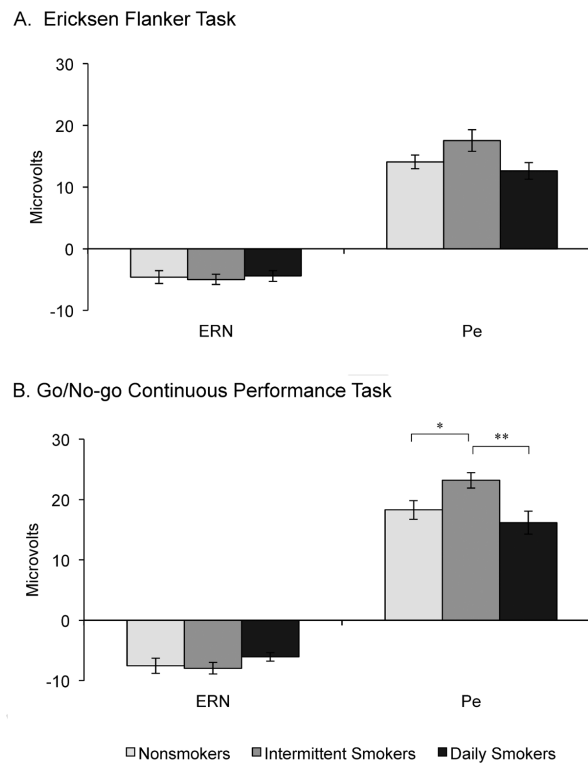 A. Ericksen Flanker Task
30
20
10
0
-10
Microvolts
ERN Pe
B. Go/No-go Continuous Performance Task
* **
30
20
10
0
-10
Microvolts
ERN Pe
Nonsmokers Intermittent Smokers Daily Smokers